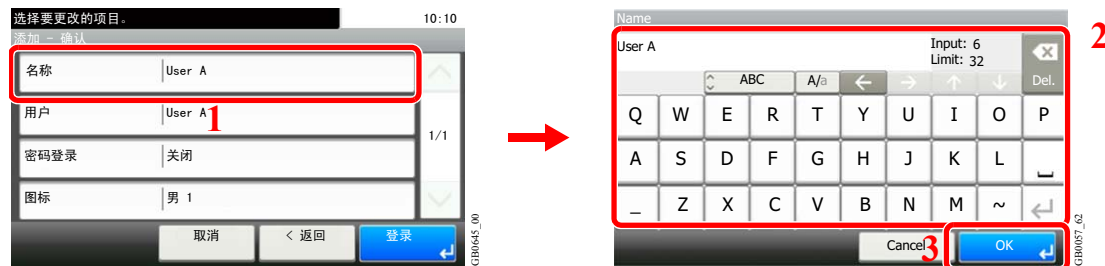 选择要更改的项目。 10:10
添加 - 确认
名称 User A
用户 User A
1
密码登录 关闭
图标 男 1
1/1
取消 < 返回 登录
GB0645_00
Name
2
User A Input: 6
Limit: 32
ABC A/a Del.
Q W E R T Y U I O P
A S D F G H J K L
_ Z X C V B N M ~
Cancel 3 OK
GB0057_62